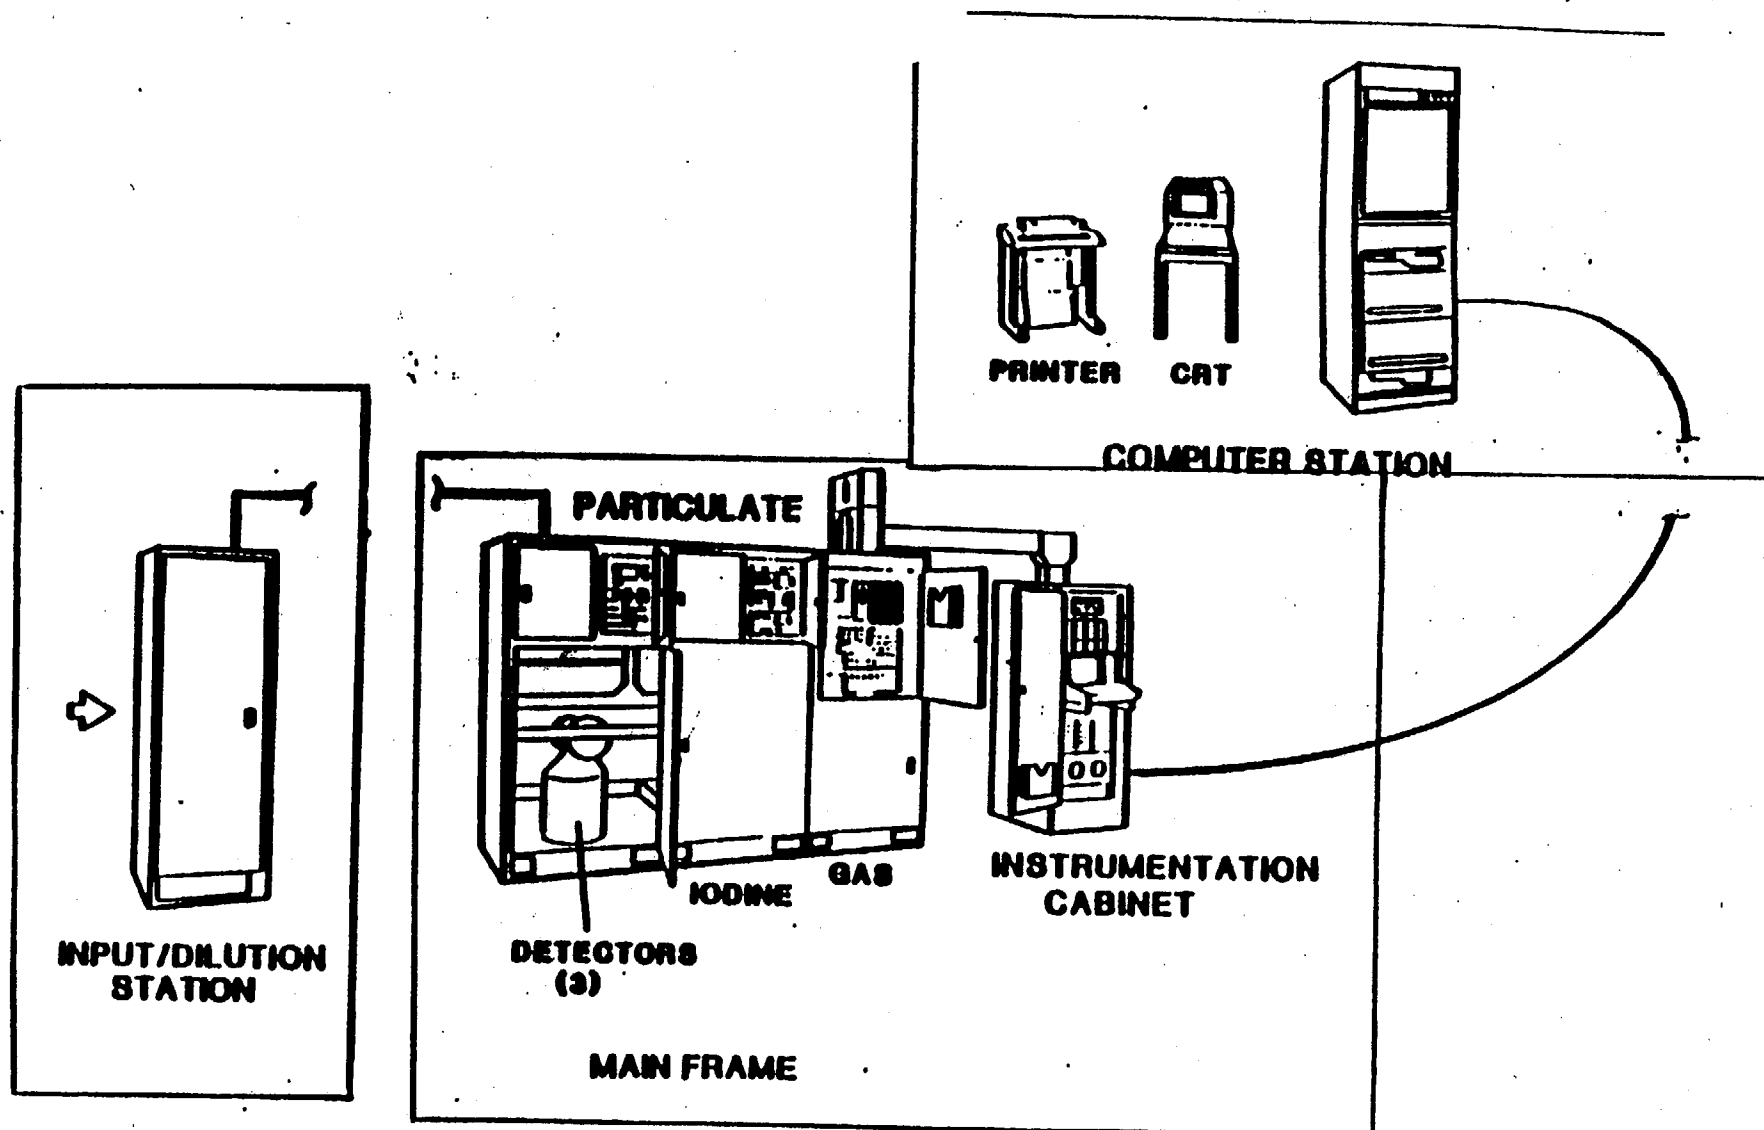 PRINTER
CRT
COMPUTER STATION
PARTICULATE
IODINE
GAS
INSTRUMENTATION
CABINET
DETECTORS
(3)
INPUT/DILUTION
STATION
MAIN FRAME